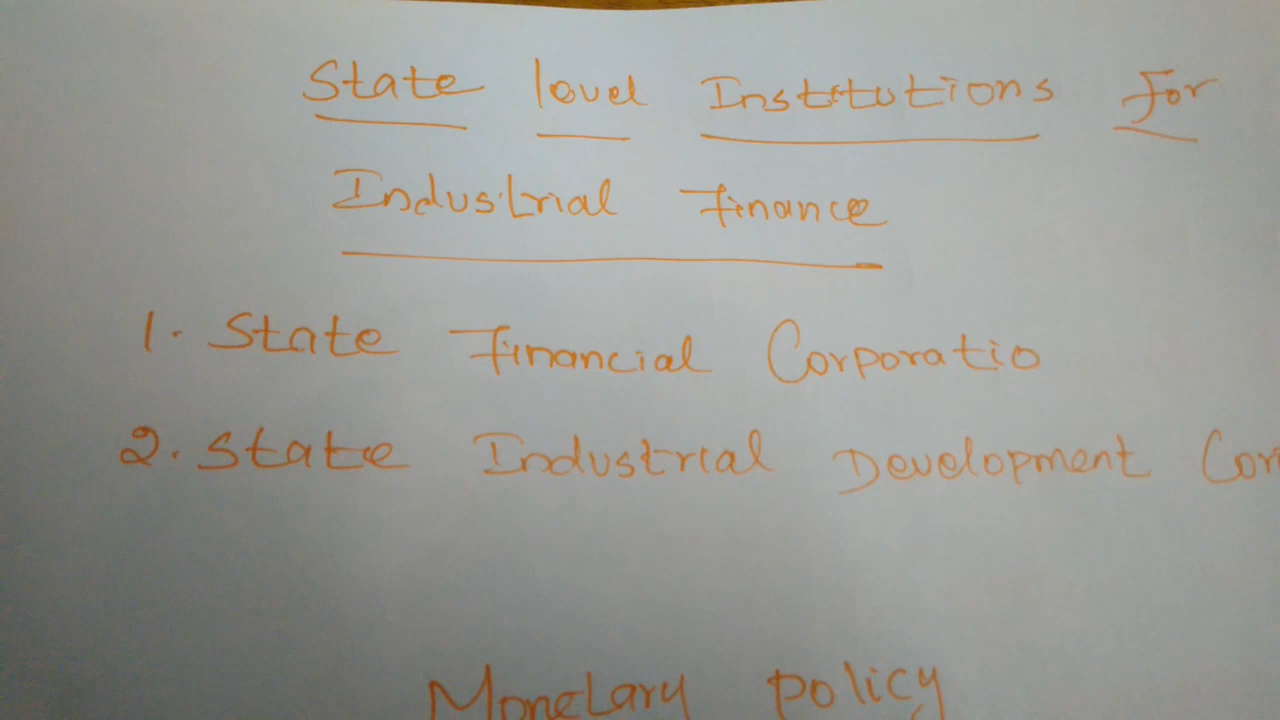 State level Institutions for
Industrial Finance
1. State Financial Corporatio
2. State Industrial Development Cor
Monetary policy